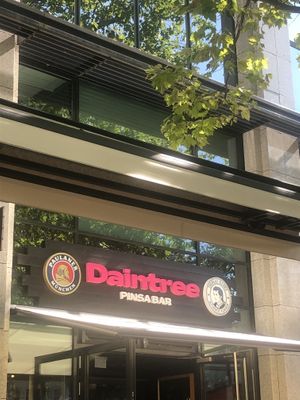 PAULANER
MÜNCHEN
Daintree
PINSA BAR